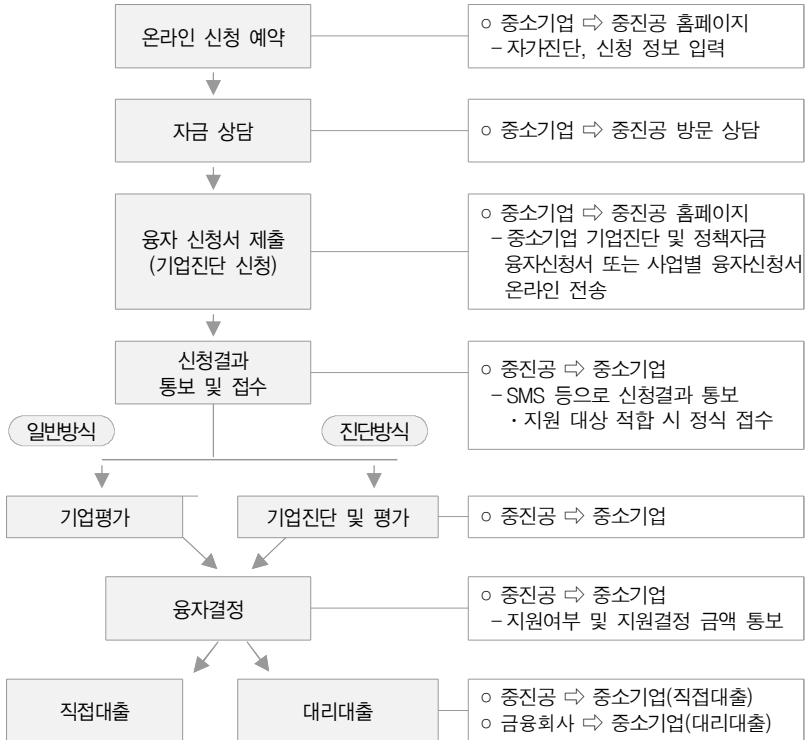 온라인 신청 예약
○ 중소기업 ⇨ 중진공 홈페이지
- 자가진단, 신청 정보 입력
자금 상담
○ 중소기업 ⇨ 중진공 방문 상담
융자 신청서 제출
(기업진단 신청)
○ 중소기업 ⇨ 중진공 홈페이지
- 중소기업 기업진단 및 정책자금
융자신청서 또는 사업별 융자신청서
온라인 전송
신청결과
통보 및 접수
○ 중진공 ⇨ 중소기업
- SMS 등으로 신청결과 통보
· 지원 대상 적합 시 정식 접수
일반방식
진단방식
기업평가
기업진단 및 평가
○ 중진공 ⇨ 중소기업
융자결정
○ 중진공 ⇨ 중소기업
- 지원여부 및 지원결정 금액 통보
직접대출
대리대출
○ 중진공 ⇨ 중소기업(직접대출)
○ 금융회사 ⇨ 중소기업(대리대출)